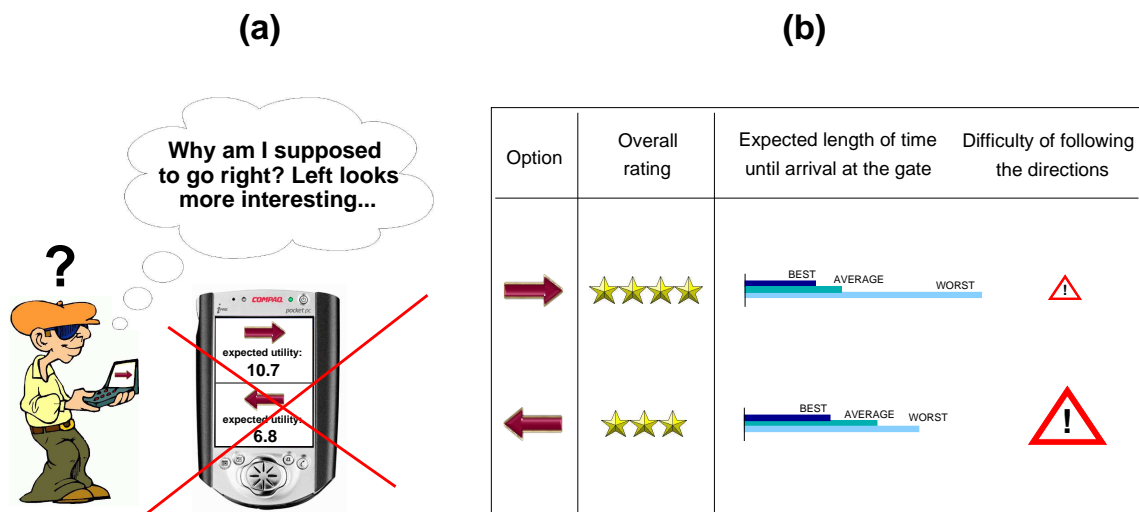 (a)
Why am I supposed
to go right? Left looks
more interesting...
?
COMPAQ
iPAQ
pocket pc
expected utility:
10.7
expected utility:
6.8
(b)
Option
Overall
rating
Expected length of time
until arrival at the gate
Difficulty of following
the directions
BEST
AVERAGE
WORST
!
BEST
AVERAGE
WORST
!